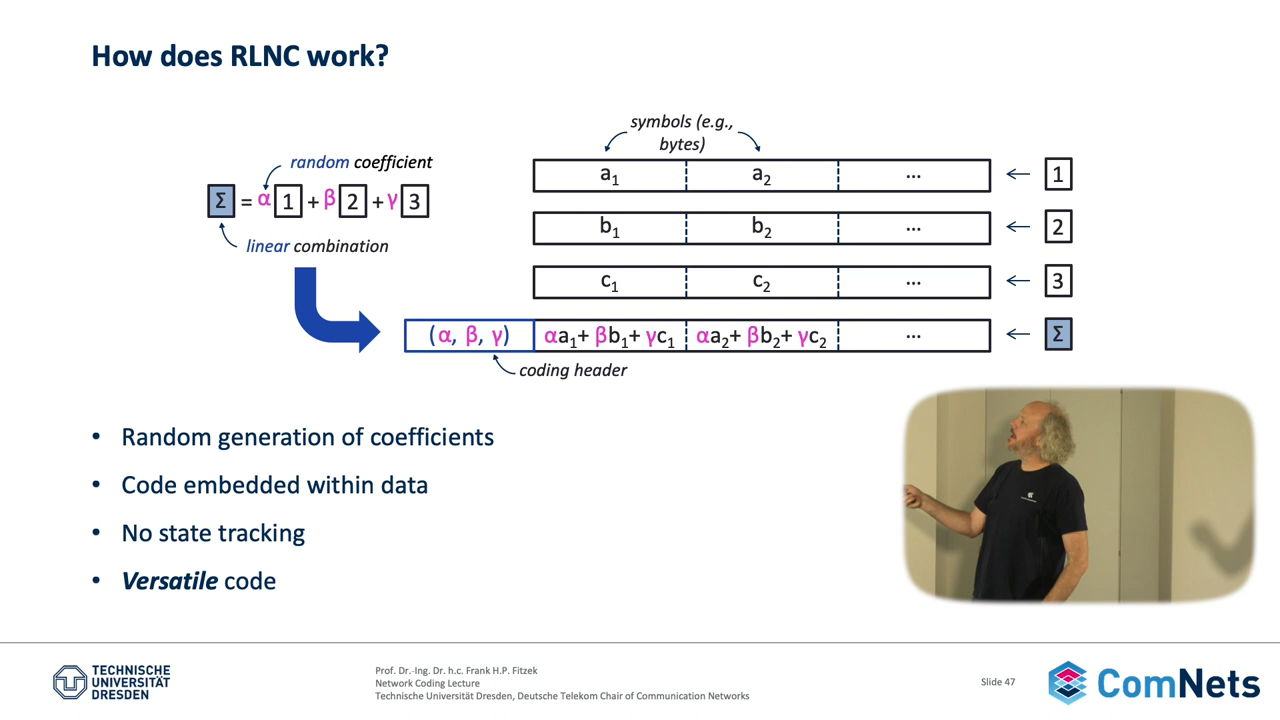 How does RLNC work?
symbols (e.g.,
bytes)
random coefficient
Σ = α 1 + β 2 + γ 3
linear combination
a₁ a₂ ... ← 1
b₁ b₂ ... ← 2
c₁ c₂ ... ← 3
(α, β, γ) αa₁+ βb₁+ γc₁ αa₂+ βb₂+ γc₂ ... ← Σ
coding header
• Random generation of coefficients
• Code embedded within data
• No state tracking
• Versatile code
TECHNISCHE
UNIVERSITÄT
DRESDEN
Prof. Dr.-Ing. Dr. h.c. Frank H.P. Fitzek
Network Coding Lecture
Technische Universität Dresden, Deutsche Telekom Chair of Communication Networks
Slide 47
ComNets